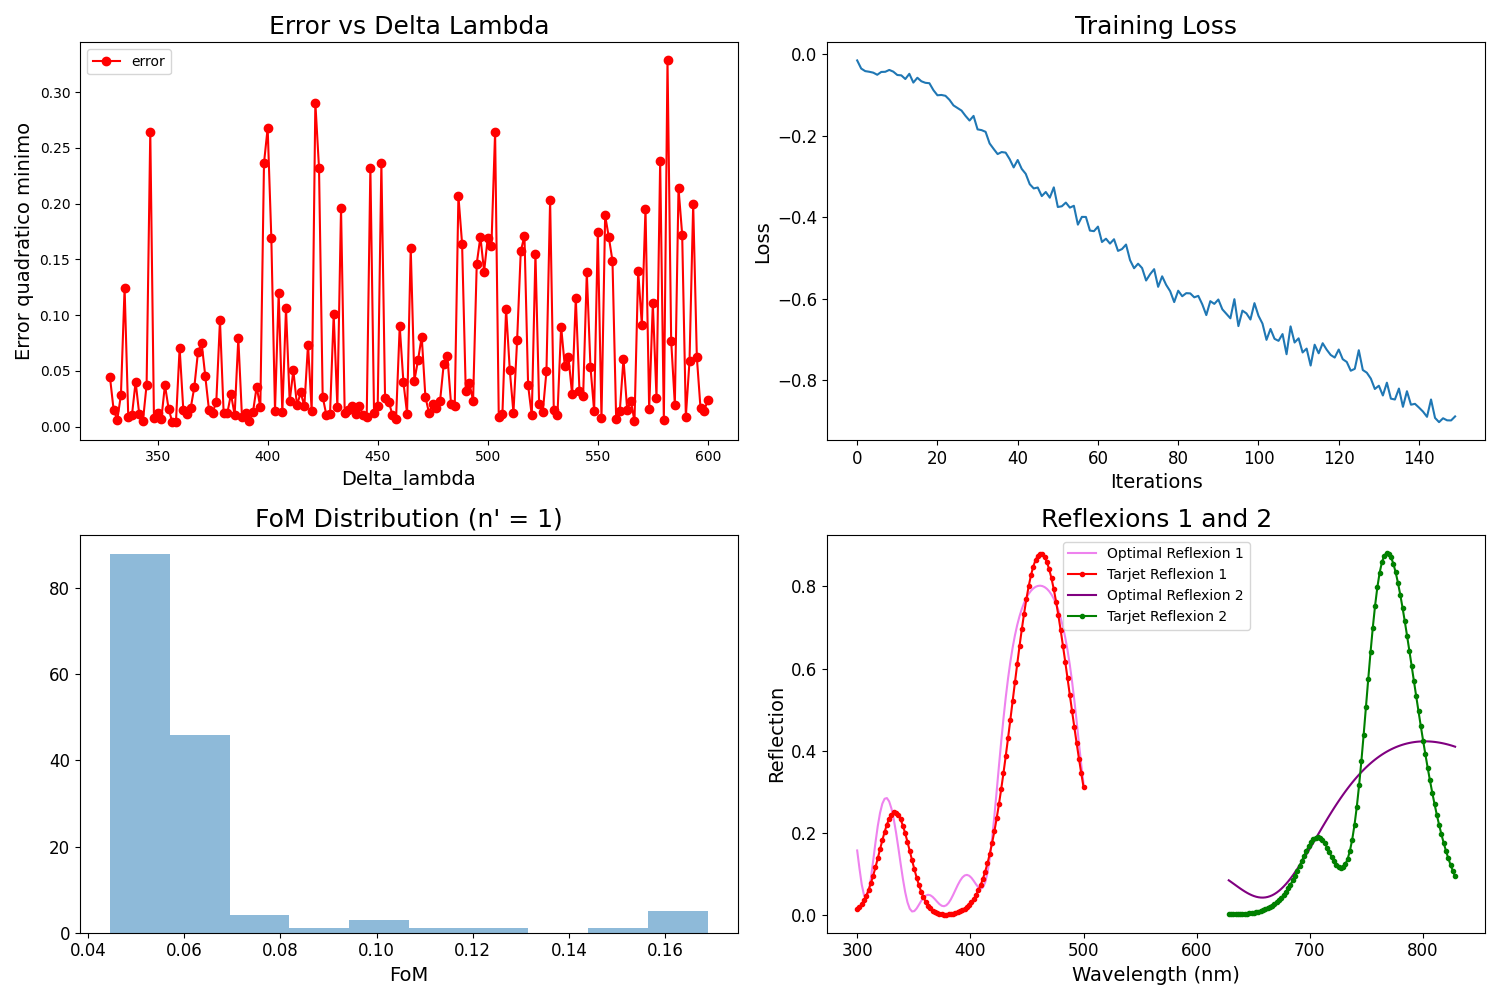 Error vs Delta Lambda
error
Error quadratico minimo
0.30
0.25
0.20
0.15
0.10
0.05
0.00
350 400 450 500 550 600
Delta_lambda
Training Loss
Loss
0.0
−0.2
−0.4
−0.6
−0.8
0 20 40 60 80 100 120 140
Iterations
FoM Distribution (n' = 1)
80
60
40
20
0
0.04 0.06 0.08 0.10 0.12 0.14 0.16
FoM
Reflexions 1 and 2
Optimal Reflexion 1
Tarjet Reflexion 1
Optimal Reflexion 2
Tarjet Reflexion 2
Reflection
0.8
0.6
0.4
0.2
0.0
300 400 500 600 700 800
Wavelength (nm)